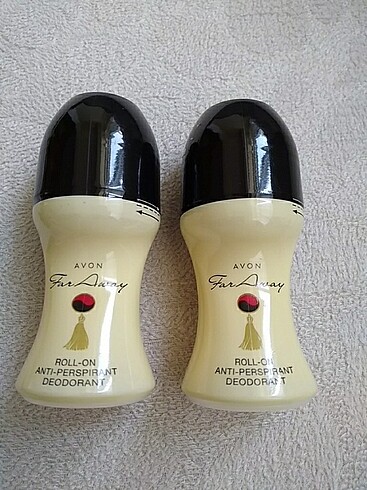 AVON
Far Away
ROLL-ON
ANTI-PERSPIRANT
DEODORANT
AVON
Far Away
ROLL-ON
ANTI-PERSPIRANT
DEODORANT